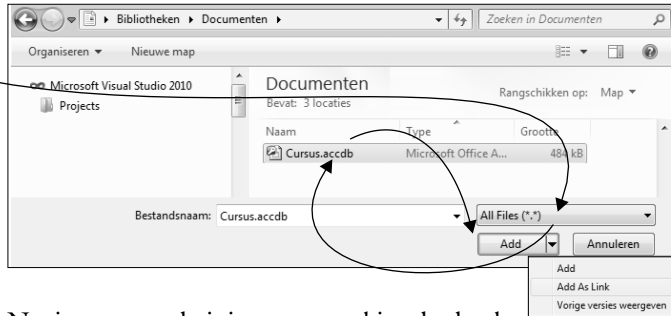 Bibliotheken ▸ Documenten ▸ Zoeken in Documenten
Organiseren ▾ Nieuwe map
Microsoft Visual Studio 2010
Projects
Documenten
Bevat: 3 locaties
Rangschikken op: Map ▾
Naam Type Grootte
Cursus.accdb Microsoft Office A... 484 kB
Bestandsnaam: Cursus.accdb All Files (*.*)
Add Annuleren
Add
Add As Link
Vorige versies weergeven